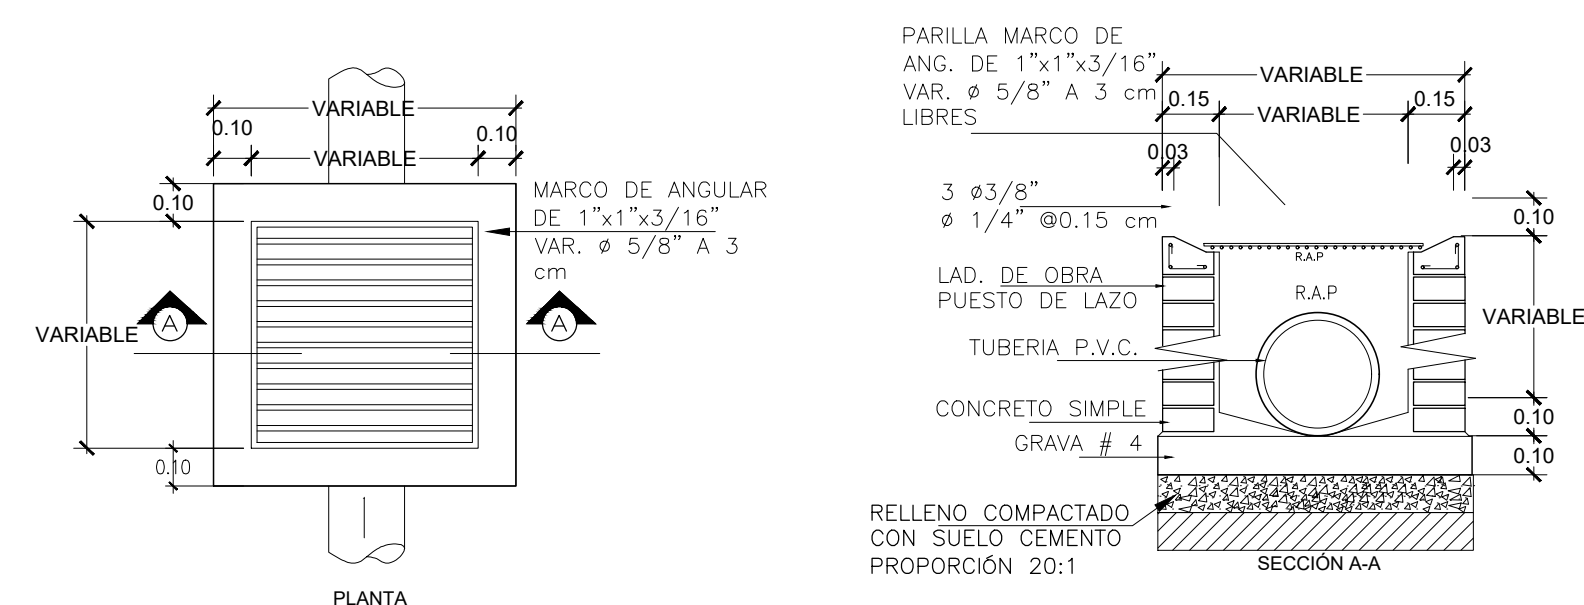 VARIABLE
0.10
0.10
VARIABLE
0.10
VARIABLE
0.10
MARCO DE ANGULAR
DE 1”x1”x3/16”
VAR. ø 5/8” A 3
cm
A
A
PLANTA
PARILLA MARCO DE
ANG. DE 1”x1”x3/16”
VAR. ø 5/8” A 3 cm
LIBRES
VARIABLE
0.15
VARIABLE
0.15
0.03
0.03
3 ø3/8”
ø 1/4” @0.15 cm
LAD. DE OBRA
PUESTO DE LAZO
TUBERIA P.V.C.
CONCRETO SIMPLE
GRAVA # 4
RELLENO COMPACTADO
CON SUELO CEMENTO
PROPORCIÓN 20:1
R.A.P
R.A.P
0.10
VARIABLE
0.10
0.10
SECCIÓN A-A